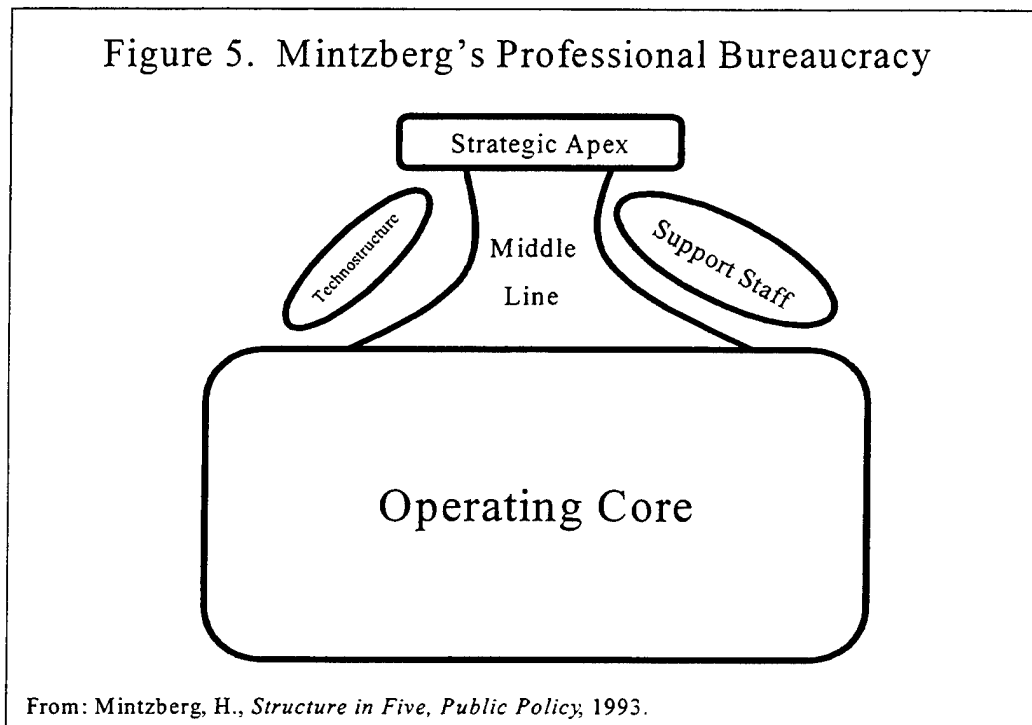 Figure 5. Mintzberg's Professional Bureaucracy
Strategic Apex
Technostructure
Middle
Line
Support Staff
Operating Core
From: Mintzberg, H., Structure in Five, Public Policy, 1993.